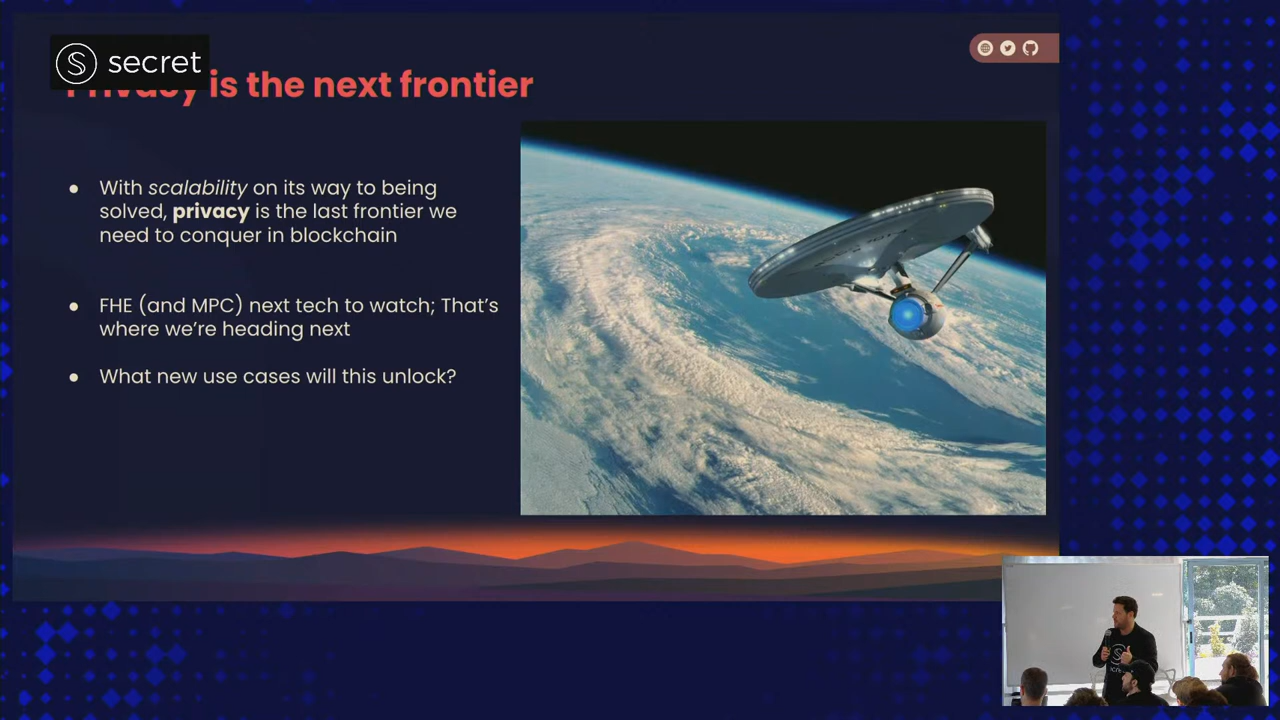 secret
Privacy is the next frontier
● With scalability on its way to being
solved, privacy is the last frontier we
need to conquer in blockchain
● FHE (and MPC) next tech to watch; That's
where we're heading next
● What new use cases will this unlock?